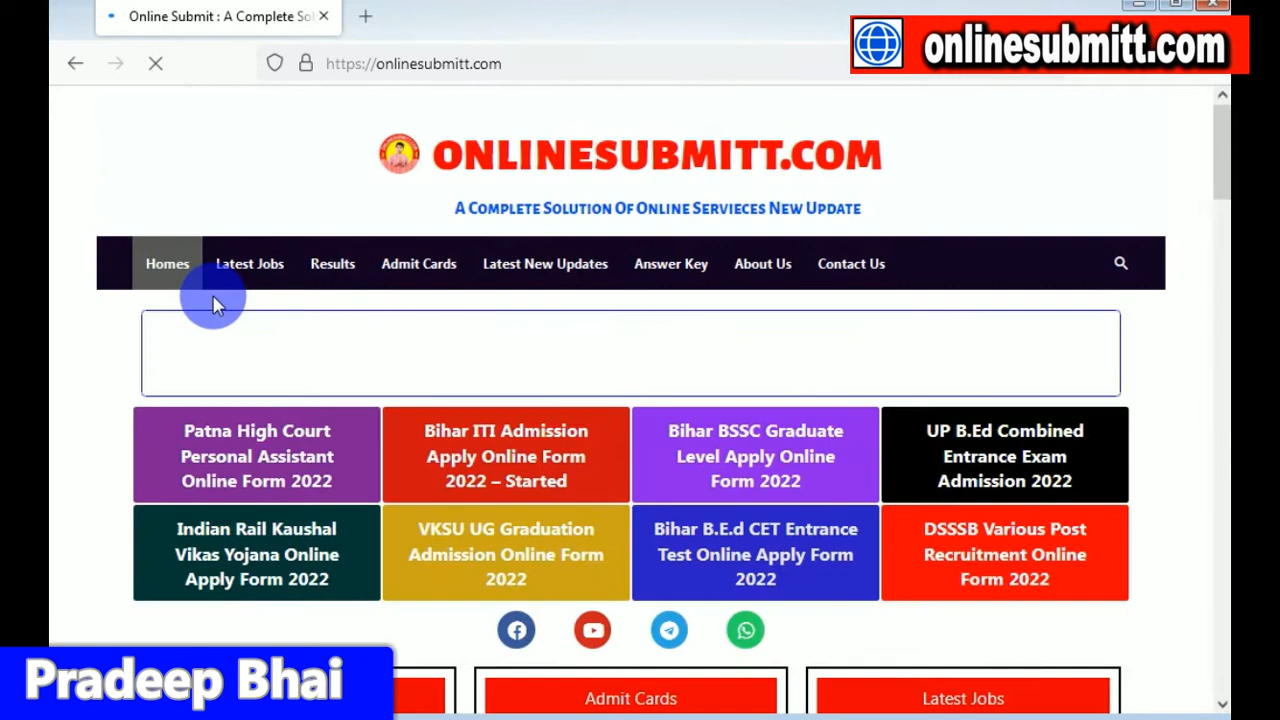 Online Submit : A Complete Sol
onlinesubmitt.com
https://onlinesubmitt.com
ONLINESUBMITT.COM
A COMPLETE SOLUTION OF ONLINE SERVIECES NEW UPDATE
Homes Latest Jobs Results Admit Cards Latest New Updates Answer Key About Us Contact Us
Patna High Court
Personal Assistant
Online Form 2022
Bihar ITI Admission
Apply Online Form
2022 – Started
Bihar BSSC Graduate
Level Apply Online
Form 2022
UP B.Ed Combined
Entrance Exam
Admission 2022
Indian Rail Kaushal
Vikas Yojana Online
Apply Form 2022
VKSU UG Graduation
Admission Online Form
2022
Bihar B.E.d CET Entrance
Test Online Apply Form
2022
DSSSB Various Post
Recruitment Online
Form 2022
Pradeep Bhai
Admit Cards
Latest Jobs